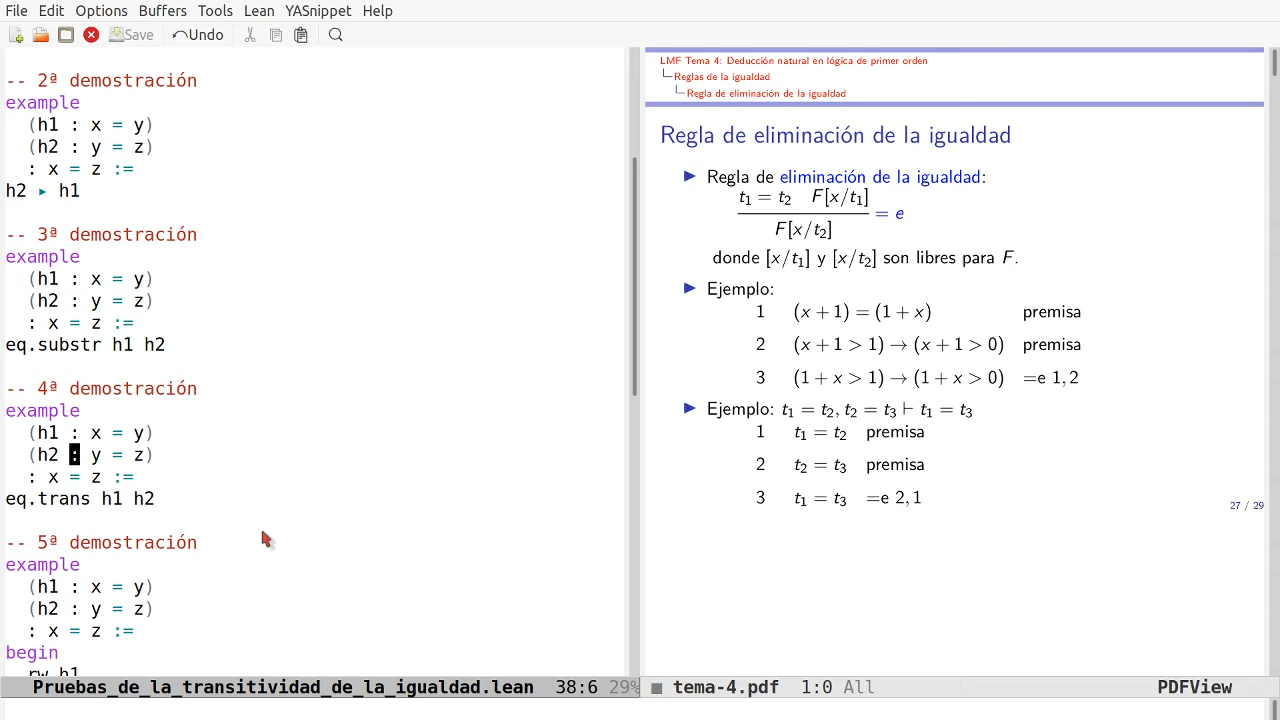 File Edit Options Buffers Tools Lean YASnippet Help
Save Undo
-- 2ª demostración
example
(h1 : x = y)
(h2 : y = z)
: x = z :=
h2 ▸ h1
-- 3ª demostración
example
(h1 : x = y)
(h2 : y = z)
: x = z :=
eq.substr h1 h2
-- 4ª demostración
example
(h1 : x = y)
(h2 : y = z)
: x = z :=
eq.trans h1 h2
-- 5ª demostración
example
(h1 : x = y)
(h2 : y = z)
: x = z :=
begin
rw h1
Pruebas_de_la_transitividad_de_la_igualdad.lean 38:6 29%
LMF Tema 4: Deducción natural en lógica de primer orden
Reglas de la igualdad
Regla de eliminación de la igualdad
Regla de eliminación de la igualdad
▶ Regla de eliminación de la igualdad:
t₁ = t₂ F[x/t₁]
= e
F[x/t₂]
donde [x/t₁] y [x/t₂] son libres para F.
▶ Ejemplo:
1 (x + 1) = (1 + x) premisa
2 (x + 1 > 1) → (x + 1 > 0) premisa
3 (1 + x > 1) → (1 + x > 0) =e 1, 2
▶ Ejemplo: t₁ = t₂, t₂ = t₃ ⊢ t₁ = t₃
1 t₁ = t₂ premisa
2 t₂ = t₃ premisa
3 t₁ = t₃ =e 2, 1
27 / 29
tema-4.pdf 1:0 All PDFView